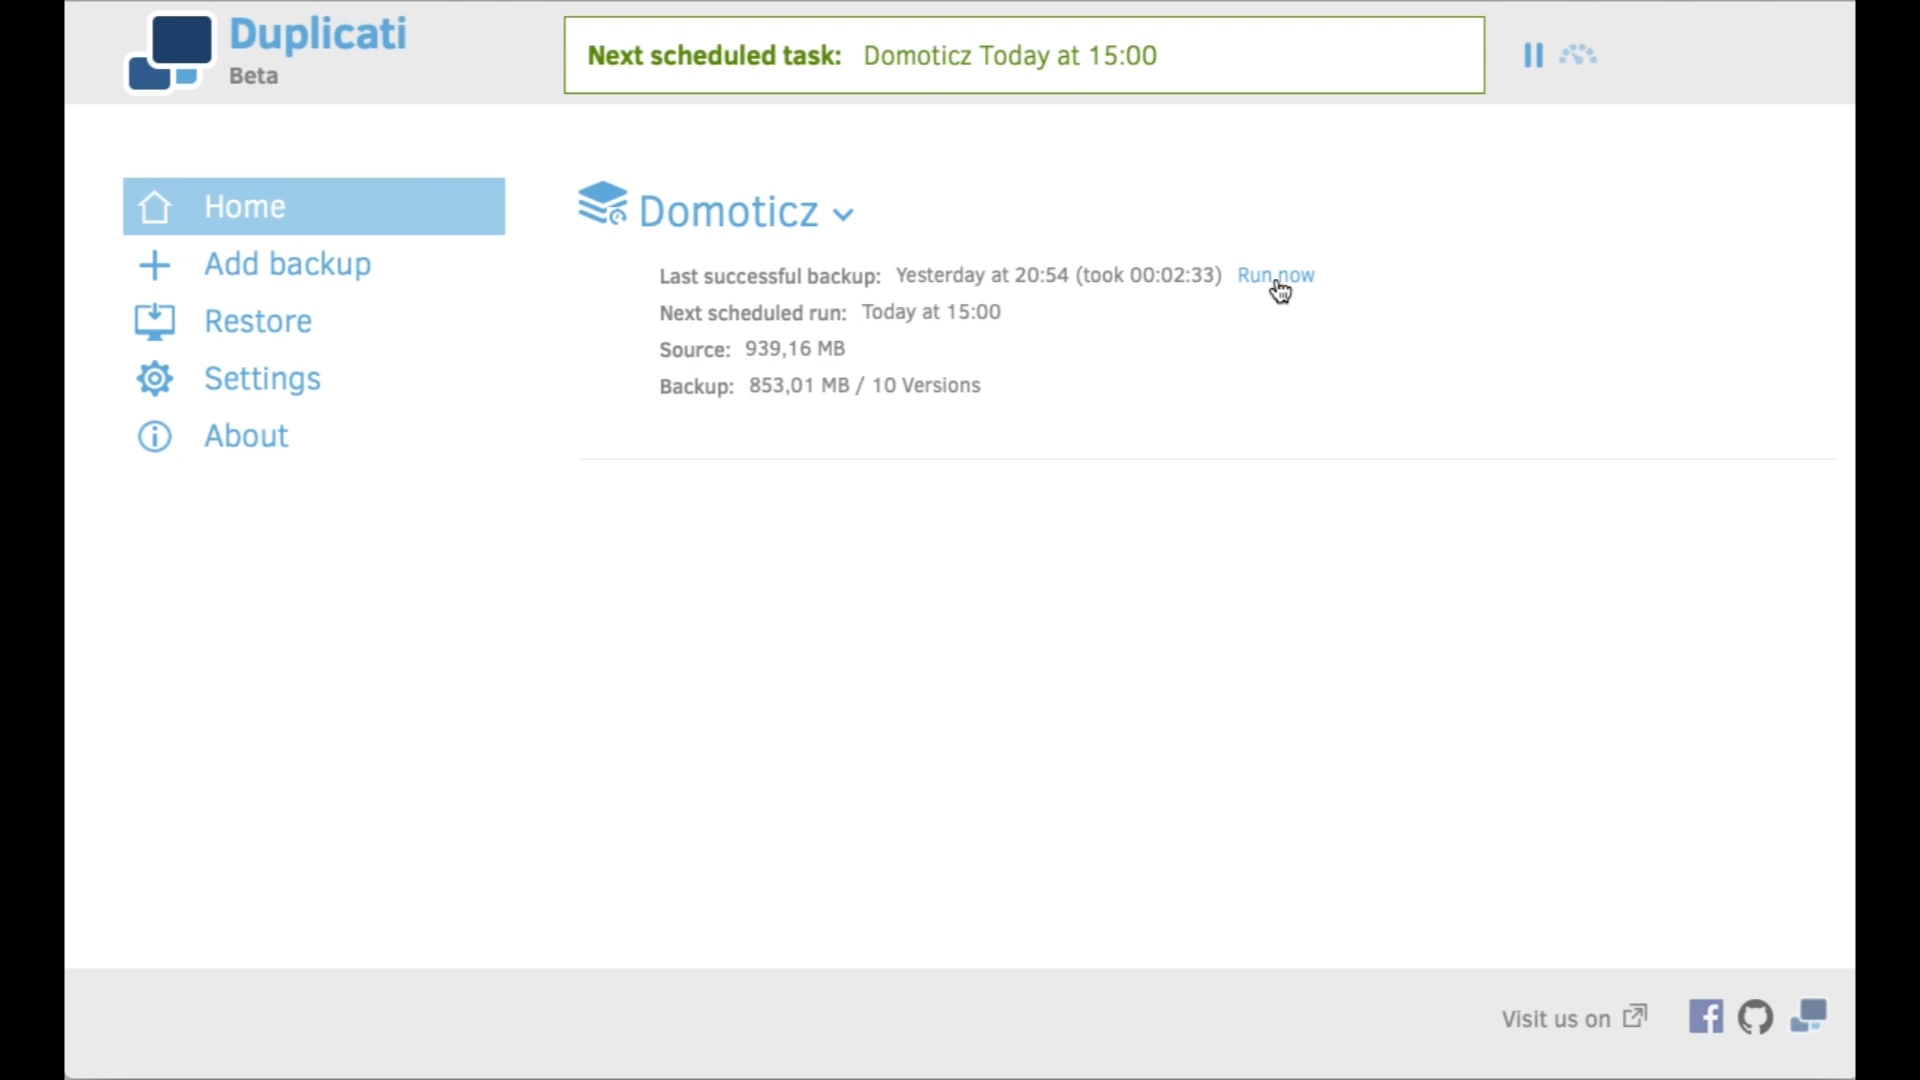 Duplicati
Beta
Next scheduled task: Domoticz Today at 15:00
Home
Add backup
Restore
Settings
About
Domoticz
Last successful backup: Yesterday at 20:54 (took 00:02:33) Run now
Next scheduled run: Today at 15:00
Source: 939,16 MB
Backup: 853,01 MB / 10 Versions
Visit us on